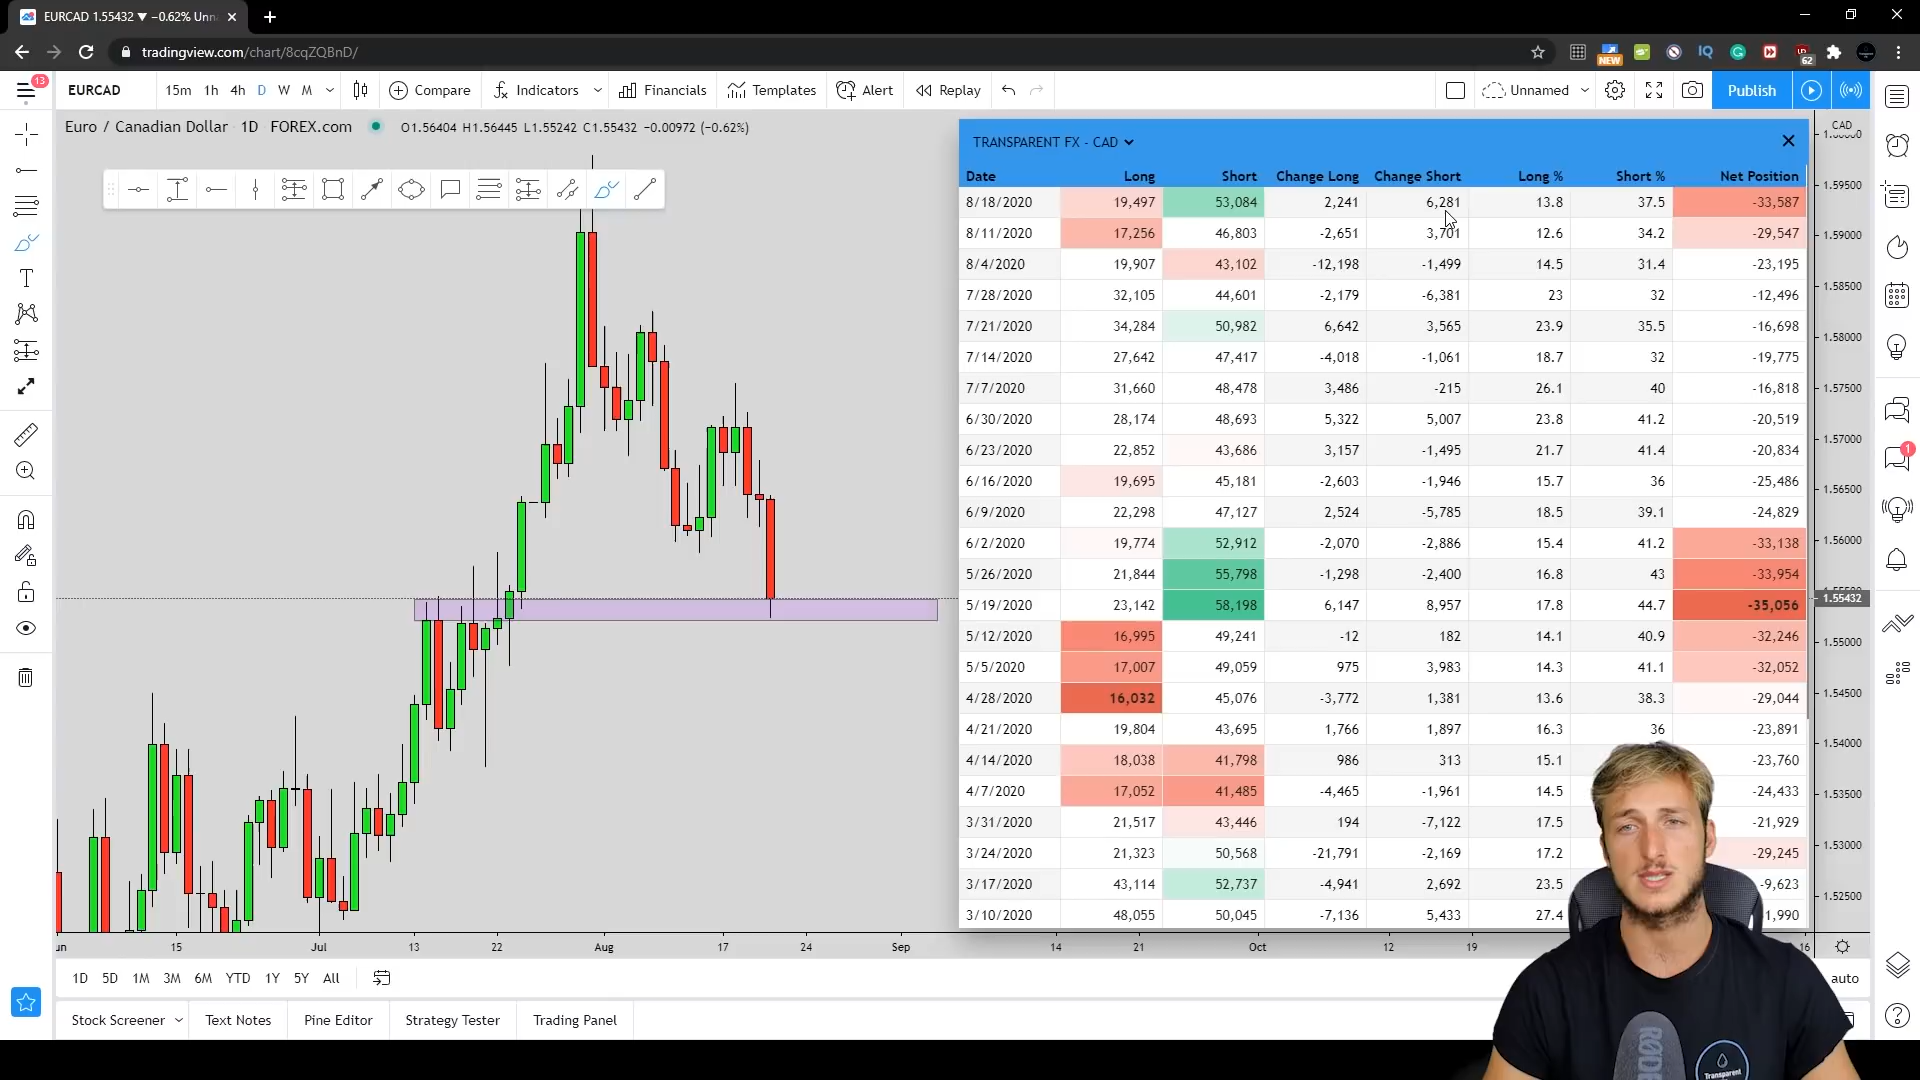 EURCAD 1.55432 ▼ −0.62% Unn
tradingview.com/chart/8cqZQBnD/
NEW
IQ
62
13
EURCAD 15m 1h 4h D W M Compare Indicators Financials Templates Alert Replay Unnamed Publish
Euro / Canadian Dollar 1D FOREX.com O1.56404 H1.56445 L1.55242 C1.55432 −0.00972 (−0.62%)
CAD
TRANSPARENT FX - CAD
Date Long Short Change Long Change Short Long % Short % Net Position
8/18/2020 19,497 53,084 2,241 6,281 13.8 37.5 -33,587
8/11/2020 17,256 46,803 -2,651 3,701 12.6 34.2 -29,547
8/4/2020 19,907 43,102 -12,198 -1,499 14.5 31.4 -23,195
7/28/2020 32,105 44,601 -2,179 -6,381 23 32 -12,496
7/21/2020 34,284 50,982 6,642 3,565 23.9 35.5 -16,698
7/14/2020 27,642 47,417 -4,018 -1,061 18.7 32 -19,775
7/7/2020 31,660 48,478 3,486 -215 26.1 40 -16,818
6/30/2020 28,174 48,693 5,322 5,007 23.8 41.2 -20,519
6/23/2020 22,852 43,686 3,157 -1,495 21.7 41.4 -20,834
6/16/2020 19,695 45,181 -2,603 -1,946 15.7 36 -25,486
6/9/2020 22,298 47,127 2,524 -5,785 18.5 39.1 -24,829
6/2/2020 19,774 52,912 -2,070 -2,886 15.4 41.2 -33,138
5/26/2020 21,844 55,798 -1,298 -2,400 16.8 43 -33,954
5/19/2020 23,142 58,198 6,147 8,957 17.8 44.7 -35,056
5/12/2020 16,995 49,241 -12 182 14.1 40.9 -32,246
5/5/2020 17,007 49,059 975 3,983 14.3 41.1 -32,052
4/28/2020 16,032 45,076 -3,772 1,381 13.6 38.3 -29,044
4/21/2020 19,804 43,695 1,766 1,897 16.3 36 -23,891
4/14/2020 18,038 41,798 986 313 15.1 -23,760
4/7/2020 17,052 41,485 -4,465 -1,961 14.5 -24,433
3/31/2020 21,517 43,446 194 -7,122 17.5 -21,929
3/24/2020 21,323 50,568 -21,791 -2,169 17.2 -29,245
3/17/2020 43,114 52,737 -4,941 2,692 23.5 -9,623
3/10/2020 48,055 50,045 -7,136 5,433 27.4 1,990
1.59500
1.59000
1.58500
1.58000
1.57500
1.57000
1.56500
1.56000
1.55432
1.55000
1.54500
1.54000
1.53500
1.53000
1.52500
1
un 15 Jul 13 22 Aug 17 24 Sep 14 21 Oct 12 19 16
1D 5D 1M 3M 6M YTD 1Y 5Y All auto
Stock Screener Text Notes Pine Editor Strategy Tester Trading Panel
RØDE
Transparent